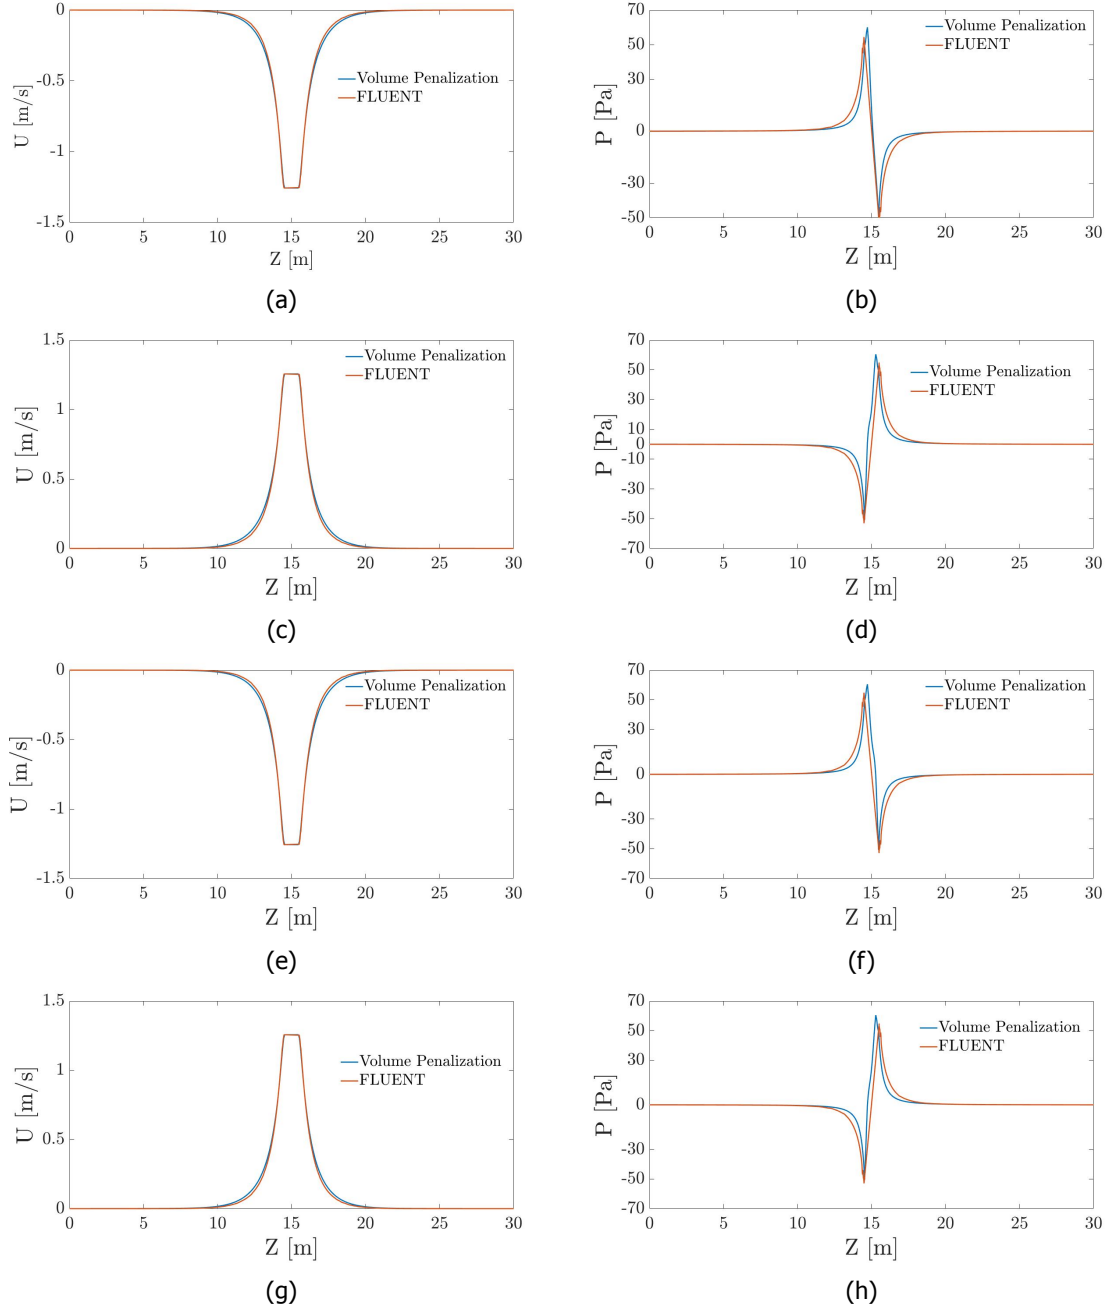 0
-0.5
-1
-1.5
U [m/s]
0 5 10 15 20 25 30
Z [m]
Volume Penalization
FLUENT
(a)
70
50
30
0
-30
-50
P [Pa]
0 5 10 15 20 25 30
Z [m]
Volume Penalization
FLUENT
(b)
1.5
1
0.5
0
U [m/s]
0 5 10 15 20 25 30
Z [m]
Volume Penalization
FLUENT
(c)
70
50
30
10
0
-10
-30
-50
-70
P [Pa]
0 5 10 15 20 25 30
Z [m]
Volume Penalization
FLUENT
(d)
0
-0.5
-1
-1.5
U [m/s]
0 5 10 15 20 25 30
Z [m]
Volume Penalization
FLUENT
(e)
70
50
30
0
-30
-50
-70
P [Pa]
0 5 10 15 20 25 30
Z [m]
Volume Penalization
FLUENT
(f)
1.5
1
0.5
0
U [m/s]
0 5 10 15 20 25 30
Z [m]
Volume Penalization
FLUENT
(g)
70
50
30
0
-30
-50
-70
P [Pa]
0 5 10 15 20 25 30
Z [m]
Volume Penalization
FLUENT
(h)